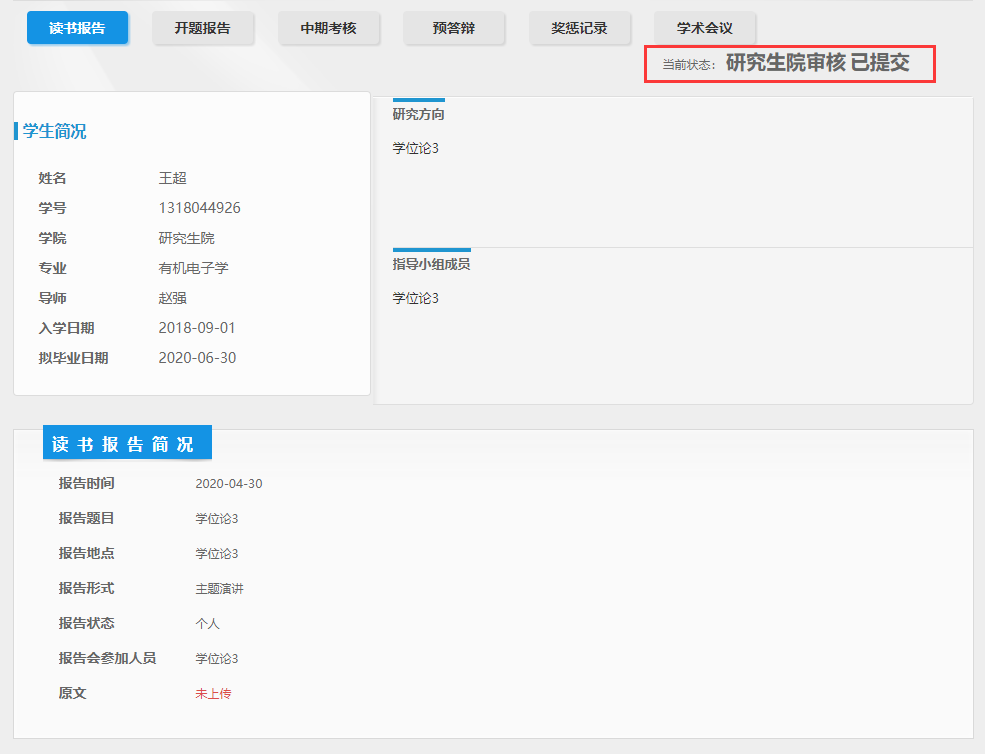 读书报告 开题报告 中期考核 预答辩 奖惩记录 学术会议
当前状态： 研究生院审核 已提交
学生简况
姓名 王超
学号 1318044926
学院 研究生院
专业 有机电子学
导师 赵强
入学日期 2018-09-01
拟毕业日期 2020-06-30
研究方向
学位论3
指导小组成员
学位论3
读书报告简况
报告时间 2020-04-30
报告题目 学位论3
报告地点 学位论3
报告形式 主题演讲
报告状态 个人
报告会参加人员 学位论3
原文 未上传